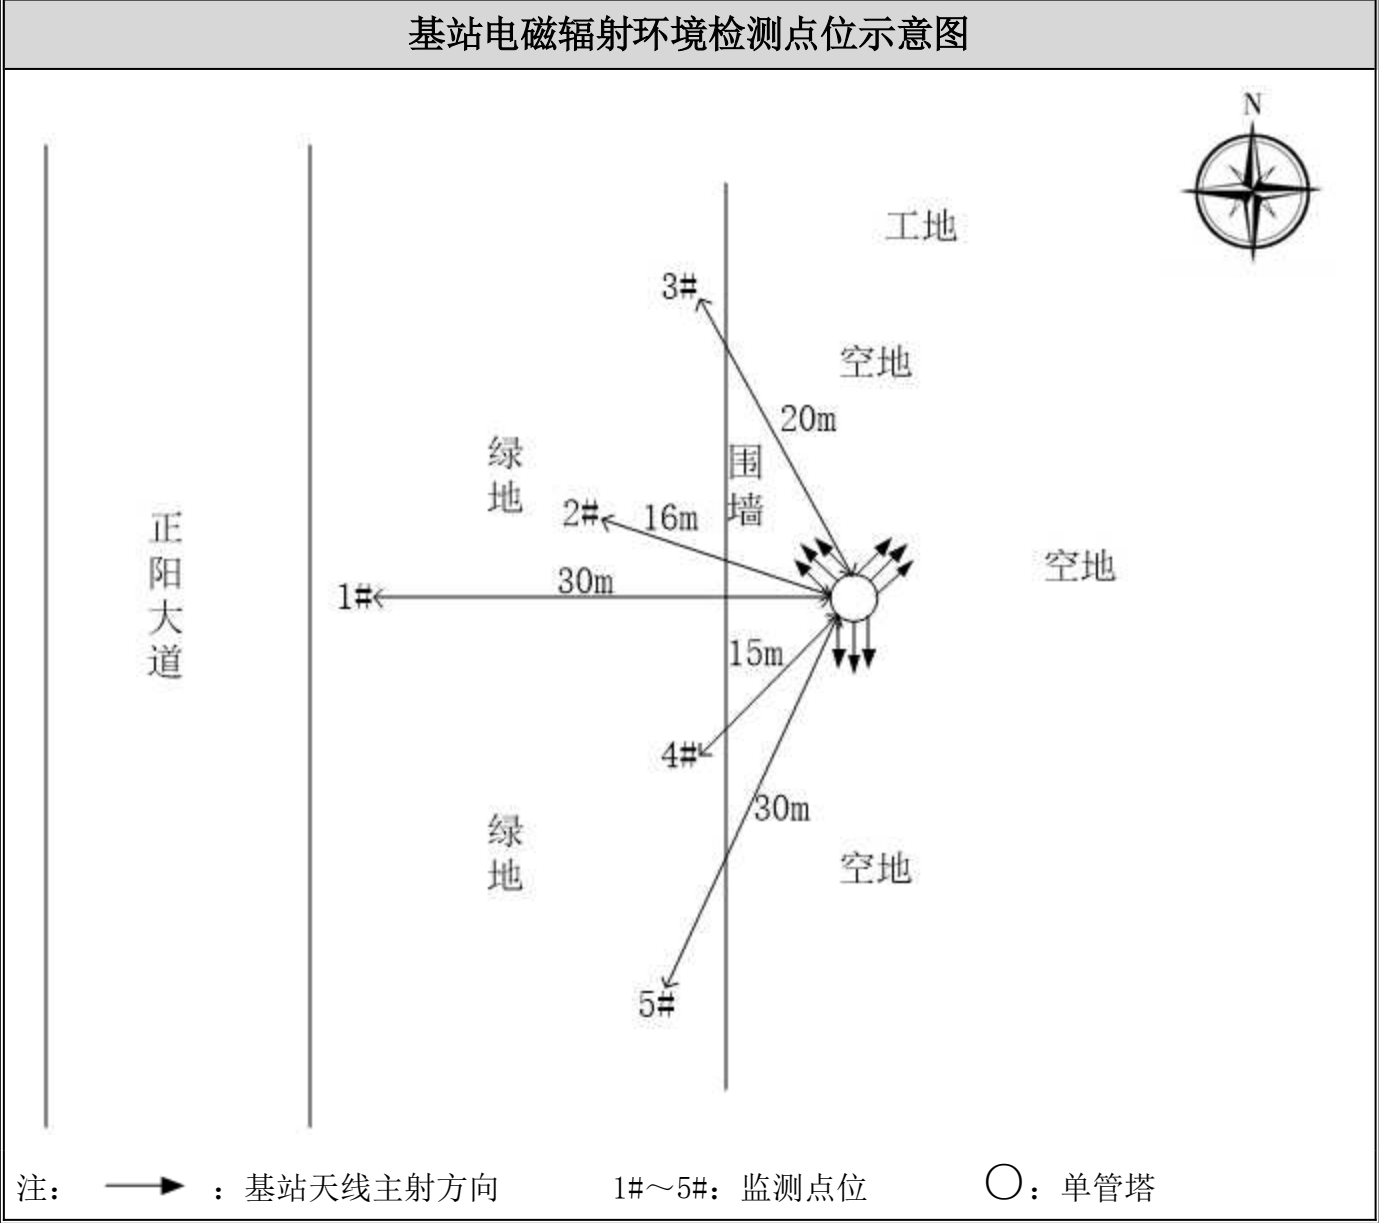 基站电磁辐射环境检测点位示意图
N
工地
3#
空地
20m
绿地
围墙
2#
16m
正阳大道
空地
1#
30m
15m
4#
30m
绿地
空地
5#
注： ：基站天线主射方向 1#～5#：监测点位 ：单管塔